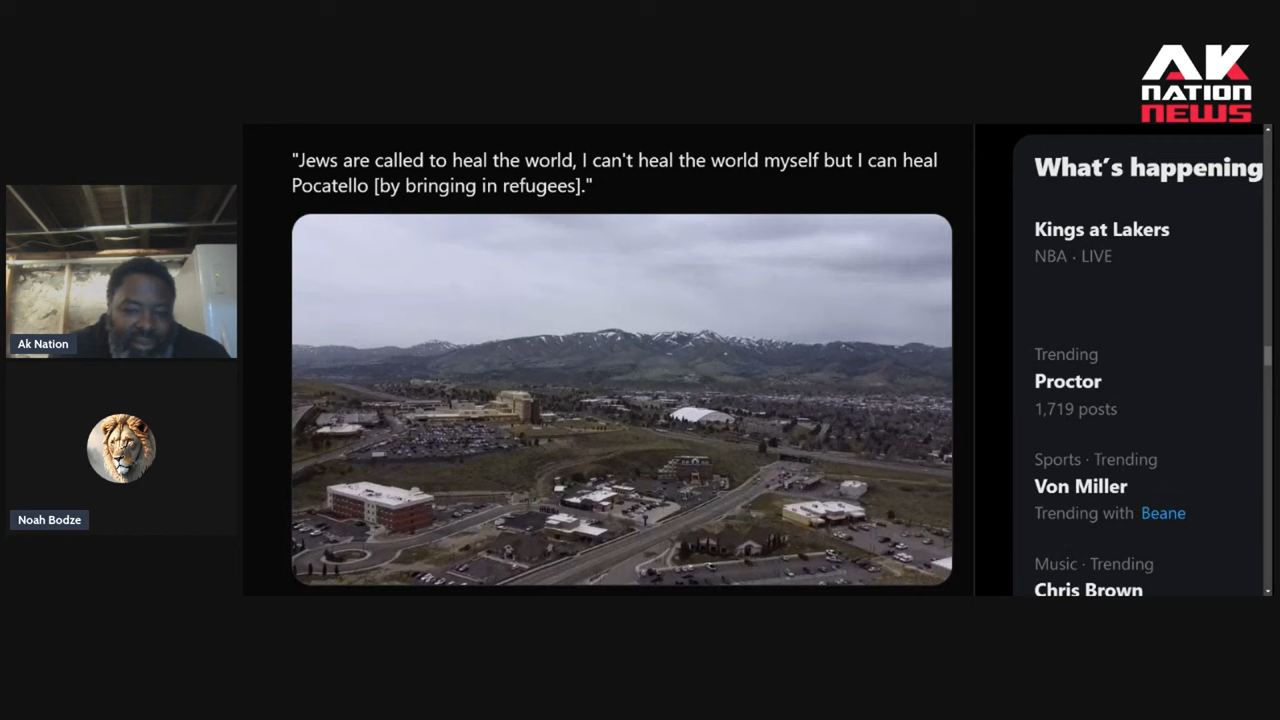 AK
NATION
NEWS
"Jews are called to heal the world, I can't heal the world myself but I can heal
Pocatello [by bringing in refugees]."
Ak Nation
Noah Bodze
What's happening
Kings at Lakers
NBA · LIVE
Trending
Proctor
1,719 posts
Sports · Trending
Von Miller
Trending with Beane
Music · Trending
Chris Brown